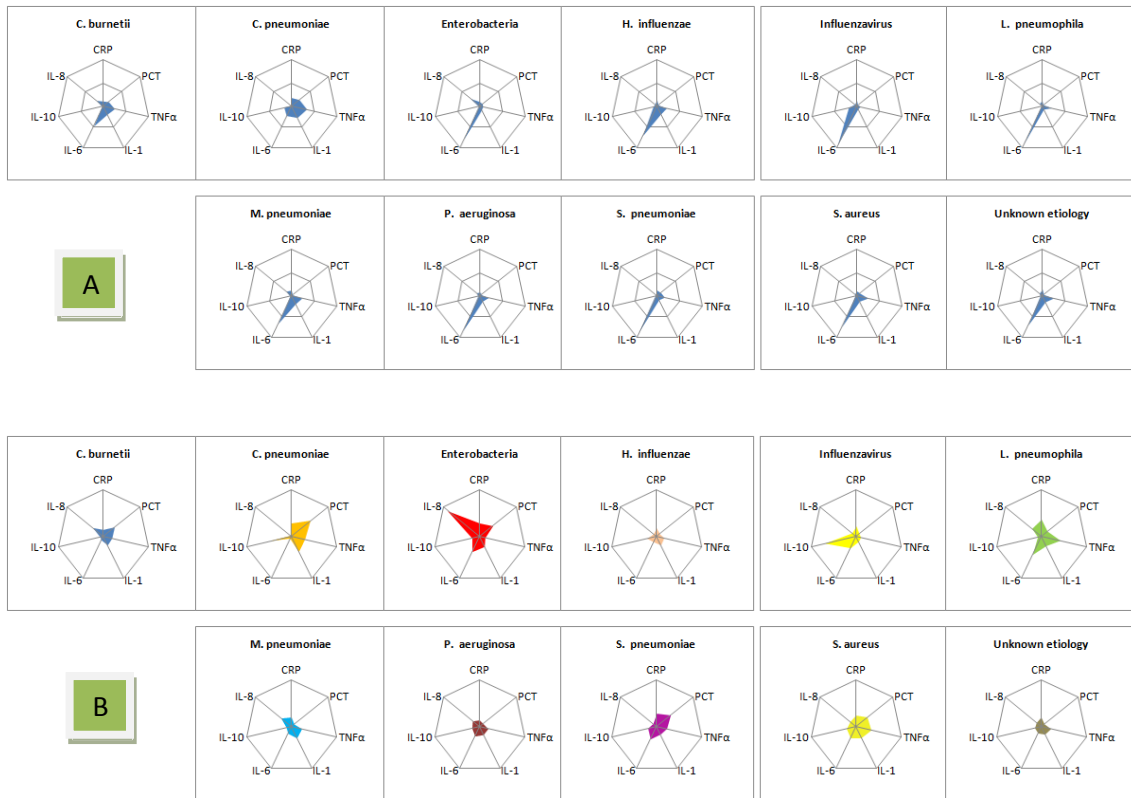 C. burnetii
C. pneumoniae
Enterobacteria
H. influenzae
Influenzavirus
L. pneumophila
CRP
PCT
TNFα
IL-1
IL-6
IL-10
IL-8
CRP
PCT
TNFα
IL-1
IL-6
IL-10
IL-8
CRP
PCT
TNFα
IL-1
IL-6
IL-10
IL-8
CRP
PCT
TNFα
IL-1
IL-6
IL-10
IL-8
CRP
PCT
TNFα
IL-1
IL-6
IL-10
IL-8
CRP
PCT
TNFα
IL-1
IL-6
IL-10
IL-8
A
M. pneumoniae
P. aeruginosa
S. pneumoniae
S. aureus
Unknown etiology
CRP
PCT
TNFα
IL-1
IL-6
IL-10
IL-8
CRP
PCT
TNFα
IL-1
IL-6
IL-10
IL-8
CRP
PCT
TNFα
IL-1
IL-6
IL-10
IL-8
CRP
PCT
TNFα
IL-1
IL-6
IL-10
IL-8
CRP
PCT
TNFα
IL-1
IL-6
IL-10
IL-8
C. burnetii
C. pneumoniae
Enterobacteria
H. influenzae
Influenzavirus
L. pneumophila
CRP
PCT
TNFα
IL-1
IL-6
IL-10
IL-8
CRP
PCT
TNFα
IL-1
IL-6
IL-10
IL-8
CRP
PCT
TNFα
IL-1
IL-6
IL-10
IL-8
CRP
PCT
TNFα
IL-1
IL-6
IL-10
IL-8
CRP
PCT
TNFα
IL-1
IL-6
IL-10
IL-8
CRP
PCT
TNFα
IL-1
IL-6
IL-10
IL-8
B
M. pneumoniae
P. aeruginosa
S. pneumoniae
S. aureus
Unknown etiology
CRP
PCT
TNFα
IL-1
IL-6
IL-10
IL-8
CRP
PCT
TNFα
IL-1
IL-6
IL-10
IL-8
CRP
PCT
TNFα
IL-1
IL-6
IL-10
IL-8
CRP
PCT
TNFα
IL-1
IL-6
IL-10
IL-8
CRP
PCT
TNFα
IL-1
IL-6
IL-10
IL-8